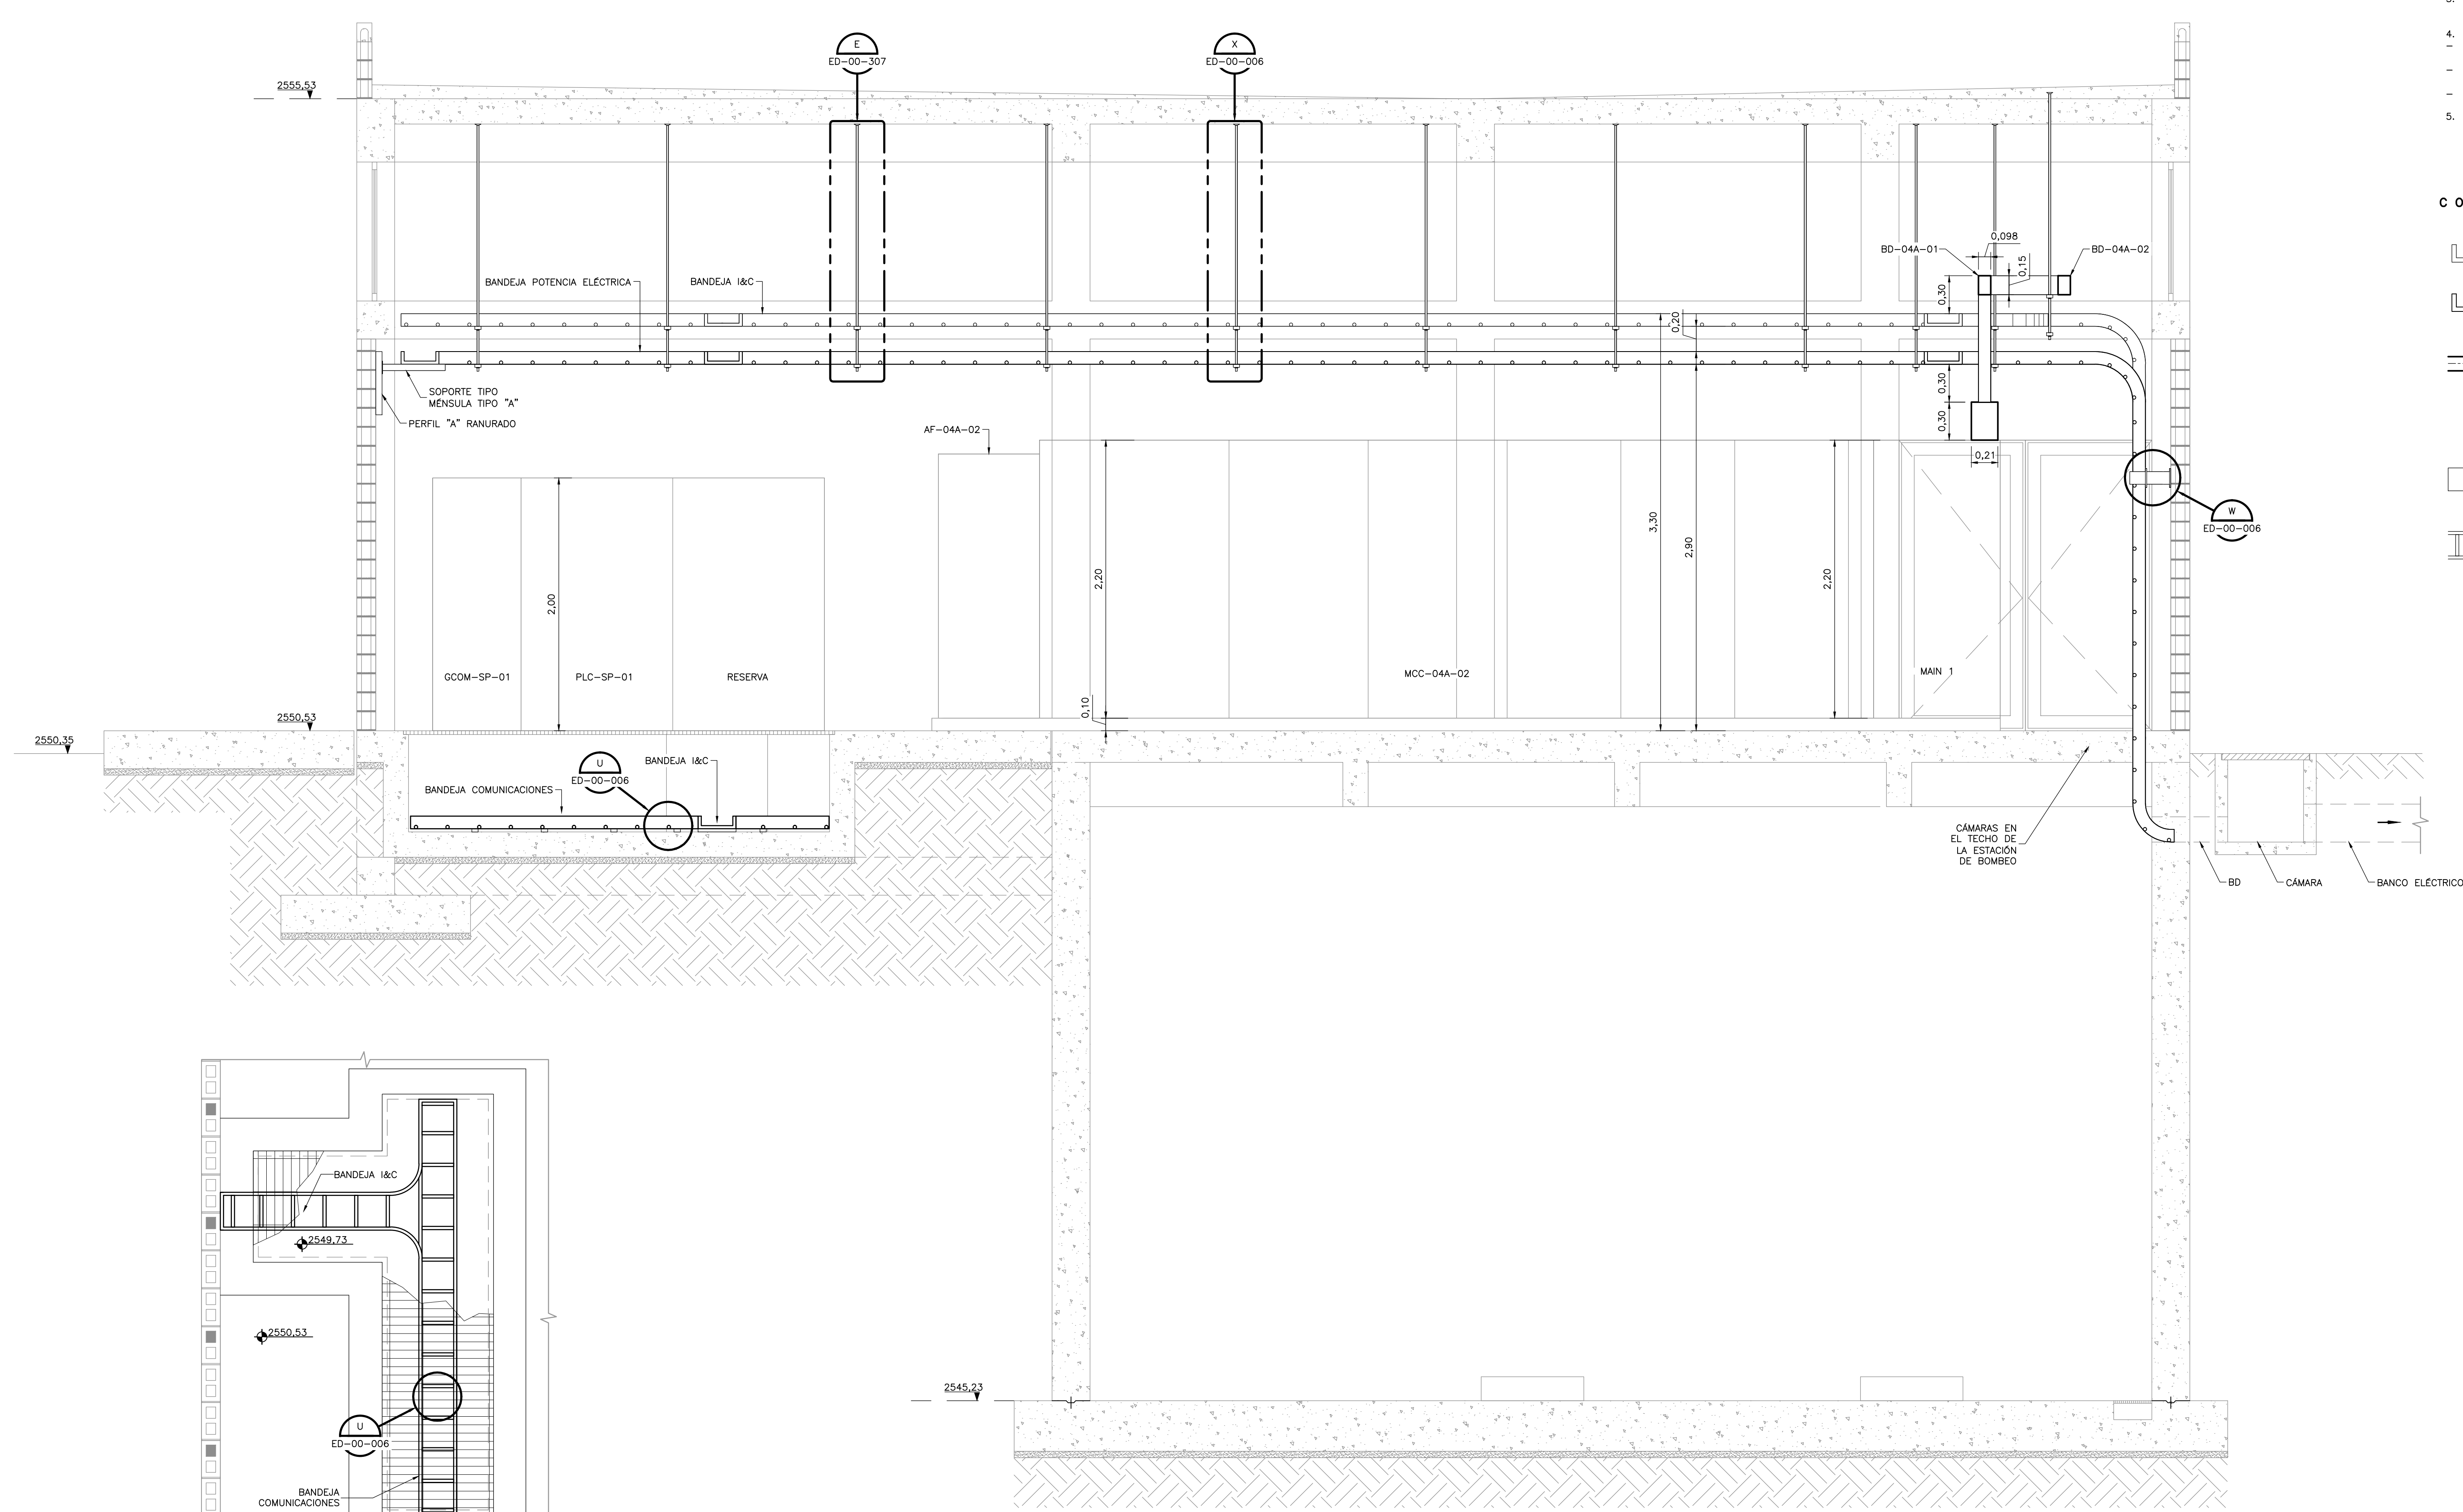 3.
4.
–
–
–
5.
C O
E
ED-00-307
X
ED-00-006
2555,53
BD-04A-01
0,098
BD-04A-02
0,15
0,30
BANDEJA POTENCIA ELÉCTRICA
BANDEJA I&C
0,20
SOPORTE TIPO
MÉNSULA TIPO "A"
PERFIL "A" RANURADO
0,30
0,30
0,21
AF-04A-02
W
ED-00-006
2,00
2,20
3,30
2,90
2,20
GCOM-SP-01
PLC-SP-01
RESERVA
MCC-04A-02
MAIN 1
0,10
2550,53
2550,35
U
ED-00-006
BANDEJA I&C
BANDEJA COMUNICACIONES
CÁMARAS EN
EL TECHO DE
LA ESTACIÓN
DE BOMBEO
BD
CÁMARA
BANCO ELÉCTRICO
BANDEJA I&C
2549,73
2550,53
U
ED-00-006
BANDEJA
COMUNICACIONES
2545,23